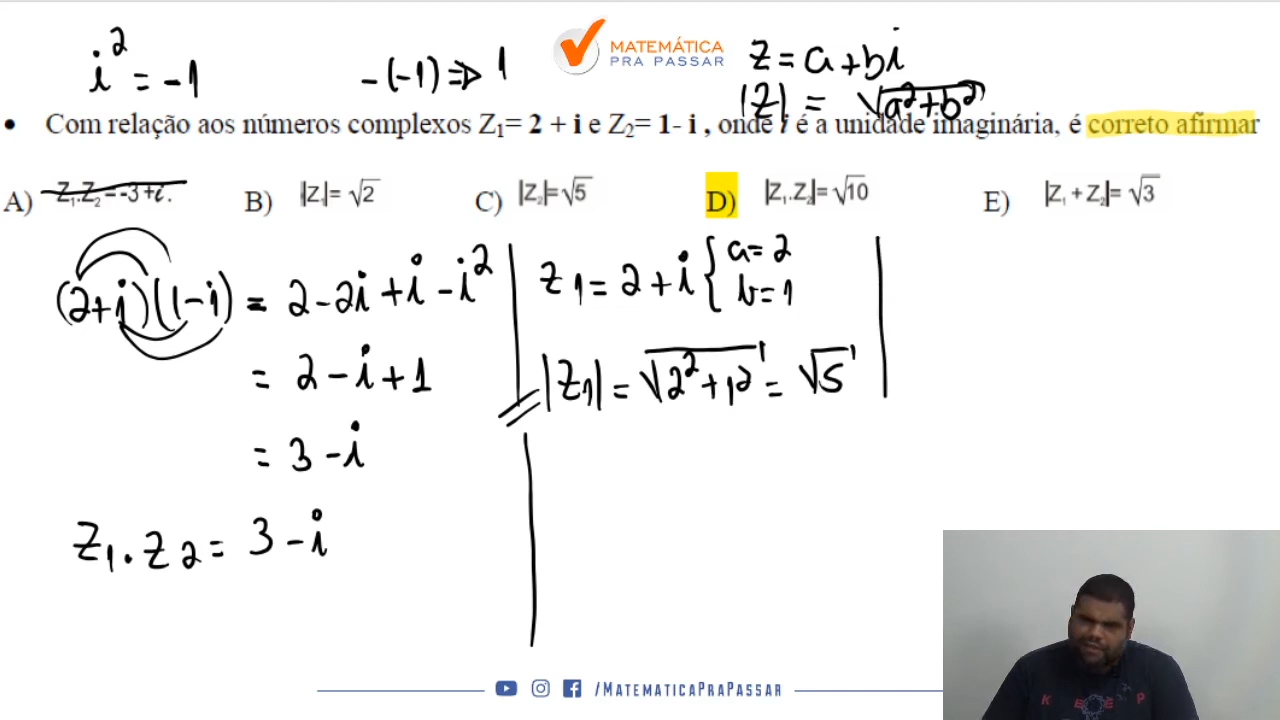 i² = -1
-(-1) => 1
MATEMÁTICA
PRA PASSAR
z = a + bi
|z| = √a²+b²
• Com relação aos números complexos Z₁= 2 + i e Z₂= 1- i , onde i é a unidade imaginária, é correto afirmar
A) Z₁.Z₂ = -3 +i.
B) |Z₁|= √2
C) |Z₂|= √5
D) |Z₁.Z₂|= √10
E) |Z₁ + Z₂|= √3
(2+i)(1-i) = 2 - 2i + i - i²
= 2 - i + 1
= 3 - i
Z₁ . Z₂ = 3 - i
Z₁ = 2 + i { a = 2
b = 1
|Z₁| = √2² + 1² = √5
/MATEMATICAPRAPASSAR
K E E P